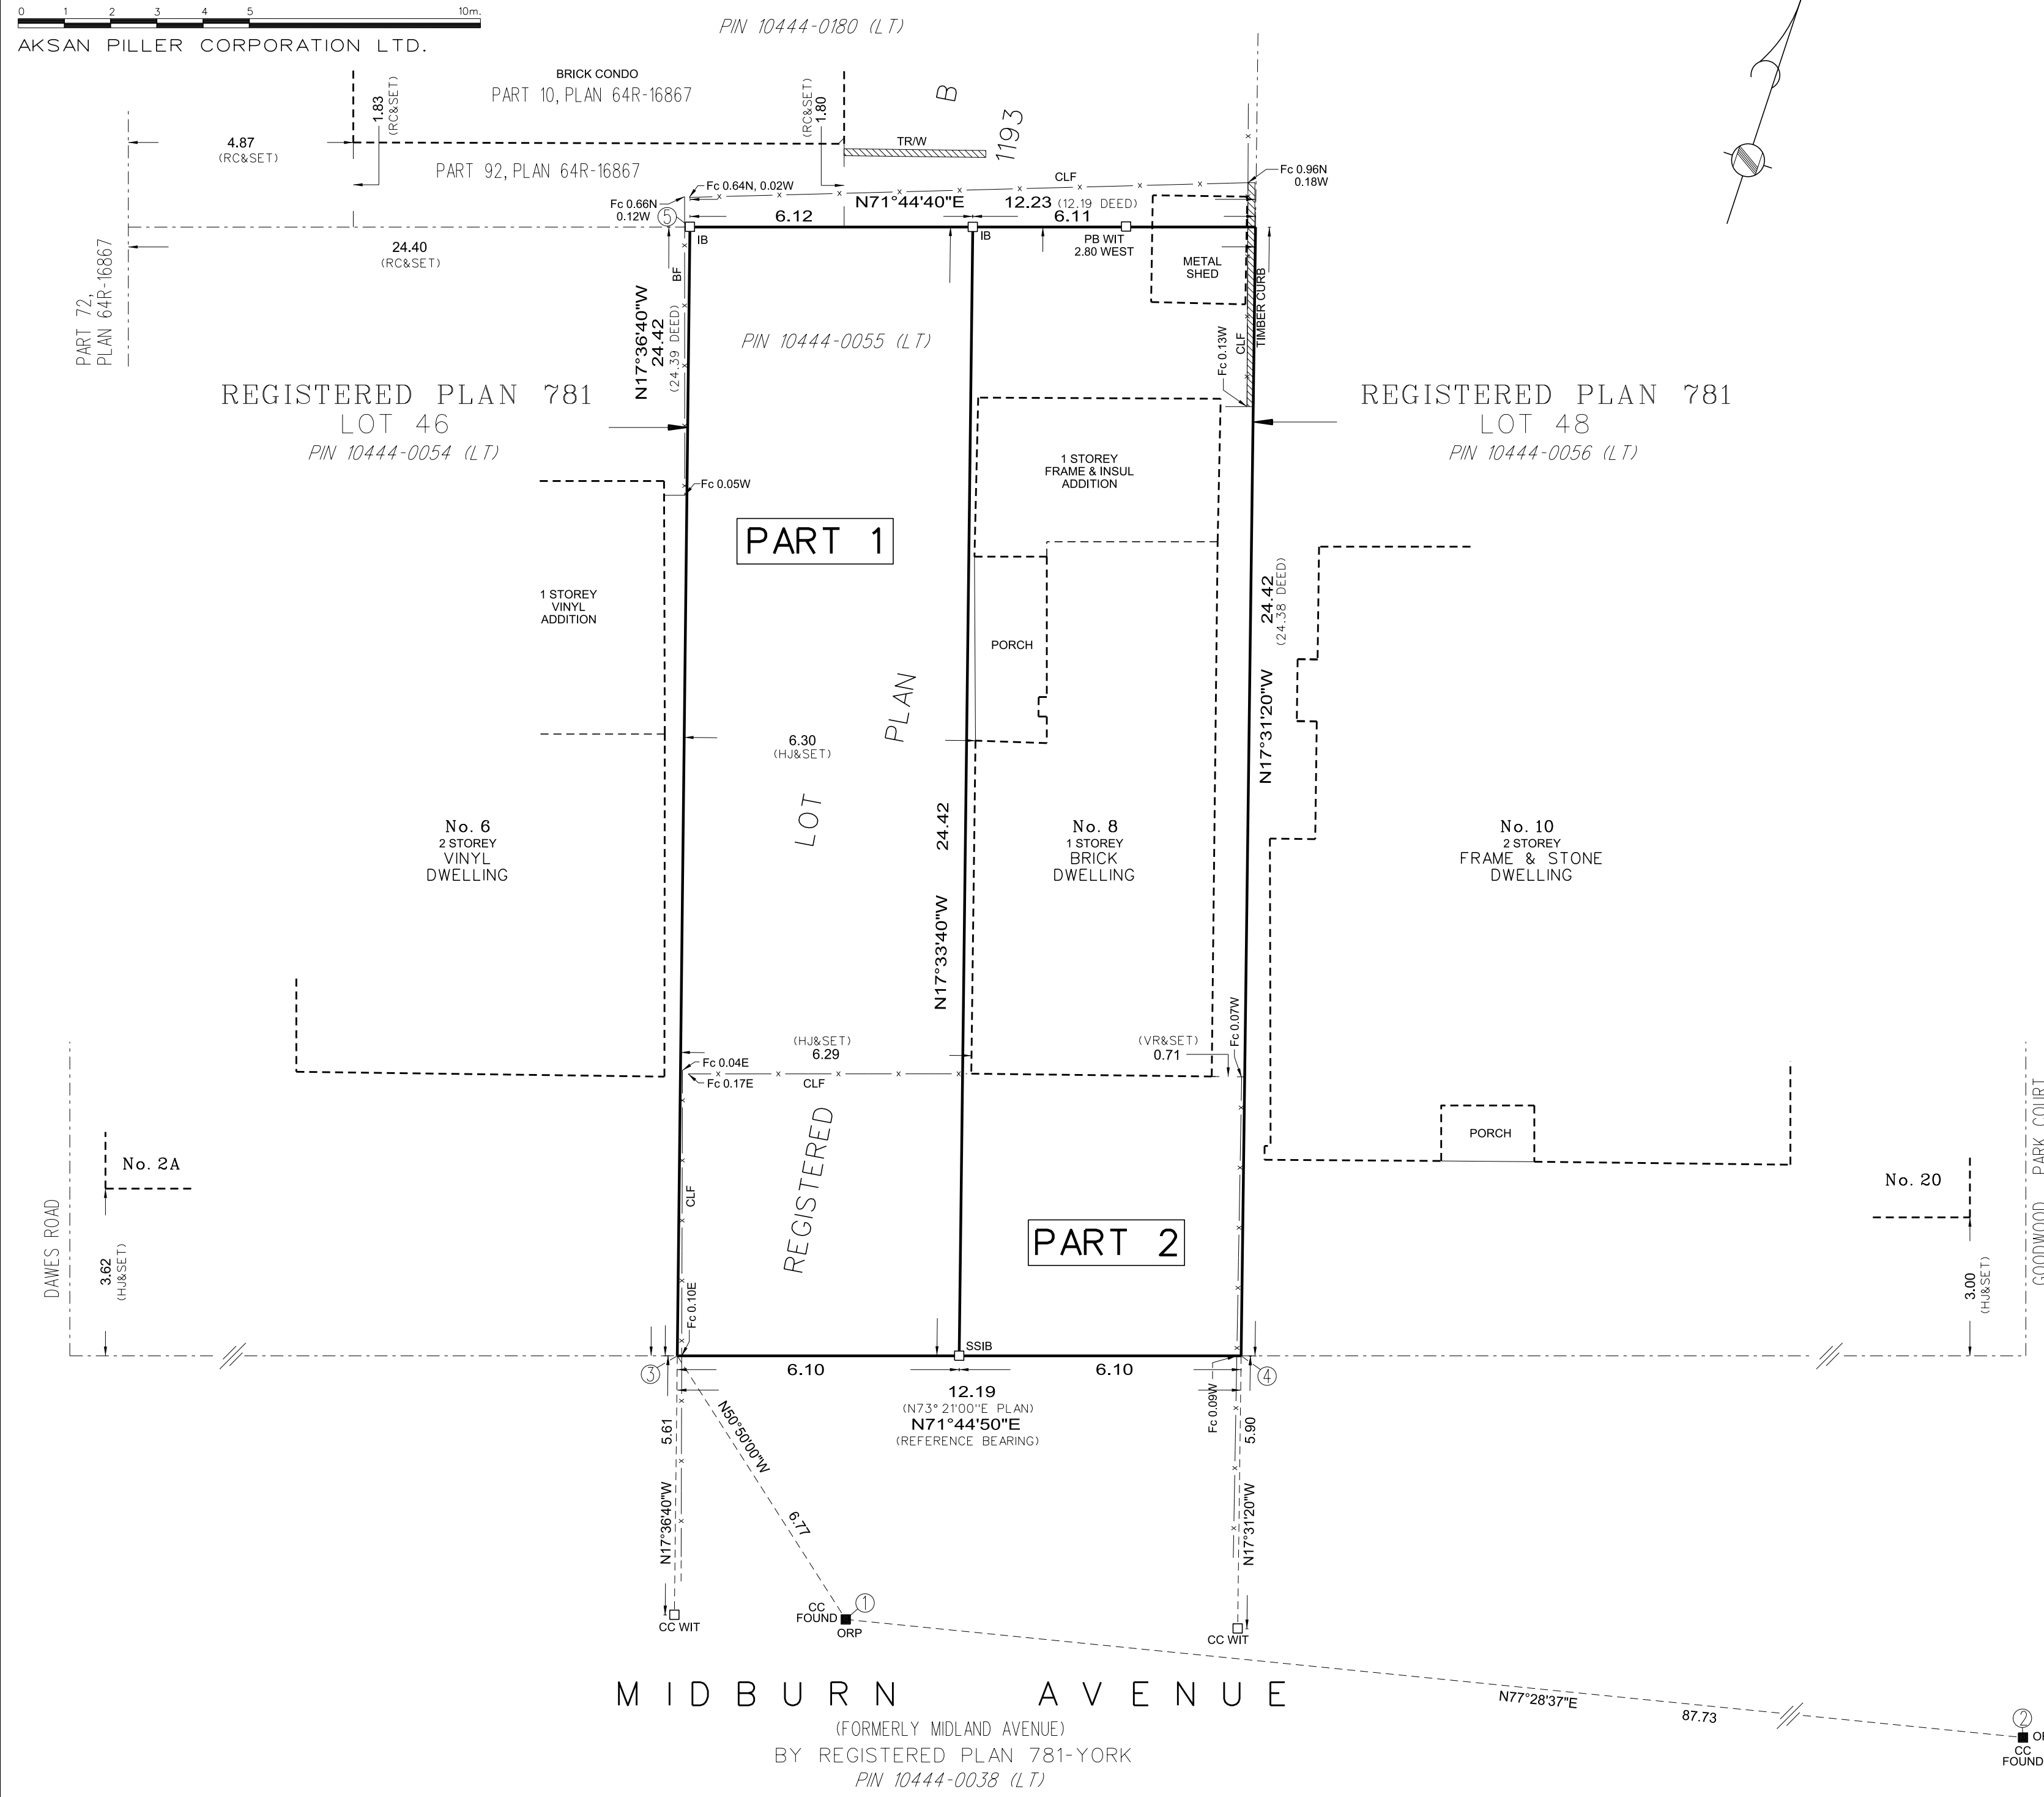 0 1 2 3 4 5 10m.
AKSAN PILLER CORPORATION LTD.
PIN 10444-0180 (LT)
BRICK CONDO
PART 10, PLAN 64R-16867
1.83
(RC&SET)
1.80
(RC&SET)
B
1193
4.87
(RC&SET)
TR/W
PART 92, PLAN 64R-16867
CLF
Fc 0.64N, 0.02W
Fc 0.96N
0.18W
Fc 0.66N
0.12W
N71°44'40"E 12.23 (12.19 DEED)
5
6.12
6.11
IB
IB
PB WIT
2.80 WEST
24.40
(RC&SET)
PART 72,
PLAN 64R-16867
METAL
SHED
BF
N17°36'40"W
24.42
(24.39 DEED)
TIMBER CURB
CLF
Fc 0.13W
PIN 10444-0055 (LT)
REGISTERED PLAN 781
LOT 46
PIN 10444-0054 (LT)
REGISTERED PLAN 781
LOT 48
PIN 10444-0056 (LT)
1 STOREY
FRAME & INSUL
ADDITION
Fc 0.05W
PART 1
1 STOREY
VINYL
ADDITION
24.42
(24.38 DEED)
N17°31'20"W
PORCH
PLAN
6.30
(HJ&SET)
LOT
24.42
N17°33'40"W
No. 6
2 STOREY
VINYL
DWELLING
No. 8
1 STOREY
BRICK
DWELLING
No. 10
2 STOREY
FRAME & STONE
DWELLING
(HJ&SET)
6.29
(VR&SET)
0.71
Fc 0.07W
Fc 0.04E
Fc 0.17E
CLF
REGISTERED
No. 2A
PORCH
No. 20
GOODWOOD PARK COURT
DAWES ROAD
3.62
(HJ&SET)
CLF
PART 2
3.00
(HJ&SET)
Fc 0.10E
SSIB
3
6.10
6.10
4
12.19
(N73°21'00"E PLAN)
N71°44'50"E
(REFERENCE BEARING)
Fc 0.09W
5.61
N17°36'40"W
N50°50'00"W
6.77
5.90
N17°31'20"W
CC WIT
CC
FOUND
1
ORP
CC WIT
MIDBURN AVENUE
(FORMERLY MIDLAND AVENUE)
BY REGISTERED PLAN 781-YORK
PIN 10444-0038 (LT)
N77°28'37"E
87.73
2
CC
FOUND